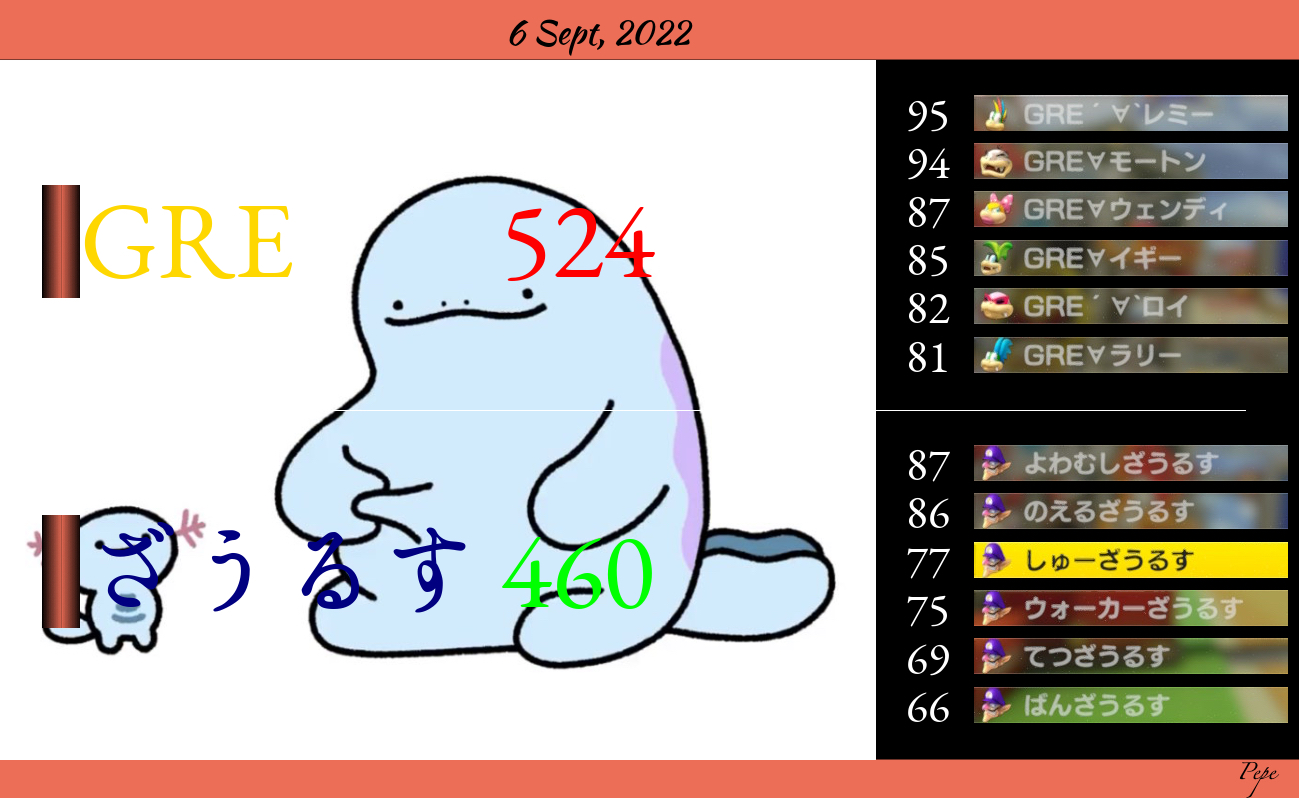 6 Sept, 2022
GRE 524
ざうるす 460
95 GRE ´ ∀`レミー
94 GRE∀モートン
87 GRE∀ウェンディ
85 GRE∀イギー
82 GRE ´ ∀`ロイ
81 GRE∀ラリー
87 よわむしざうるす
86 のえるざうるす
77 しゅーざうるす
75 ウォーカーざうるす
69 てつざうるす
66 ばんざうるす
Pepe